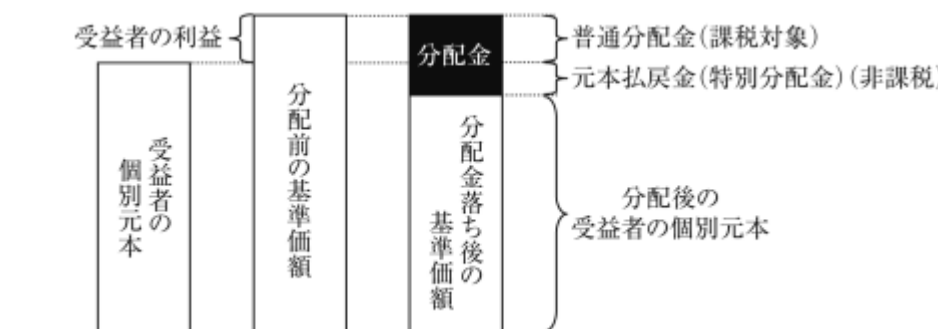 受益者の利益
分配金
普通分配金(課税対象)
元本払戻金(特別分配金)(非課税)
受益者の
個別元本
分配前の基準価額
分配金落ち後の
基準価額
分配後の
受益者の個別元本